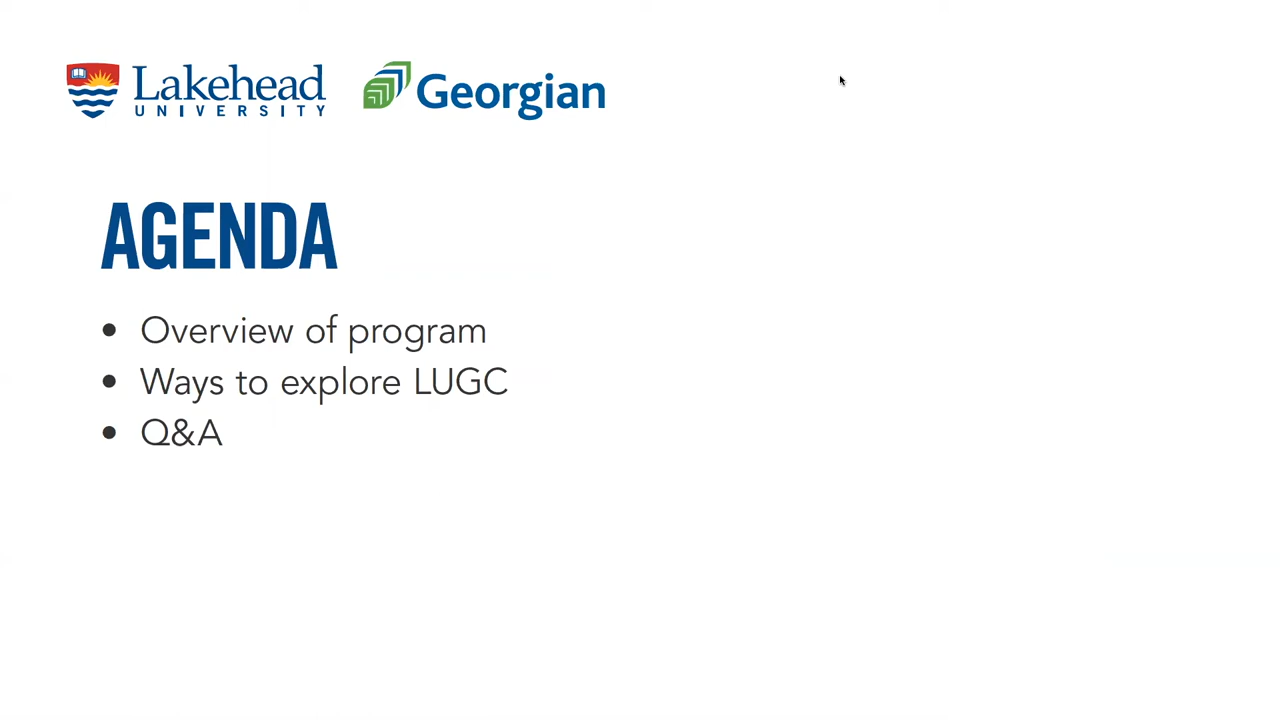 Lakehead
UNIVERSITY
Georgian
AGENDA
• Overview of program
• Ways to explore LUGC
• Q&A